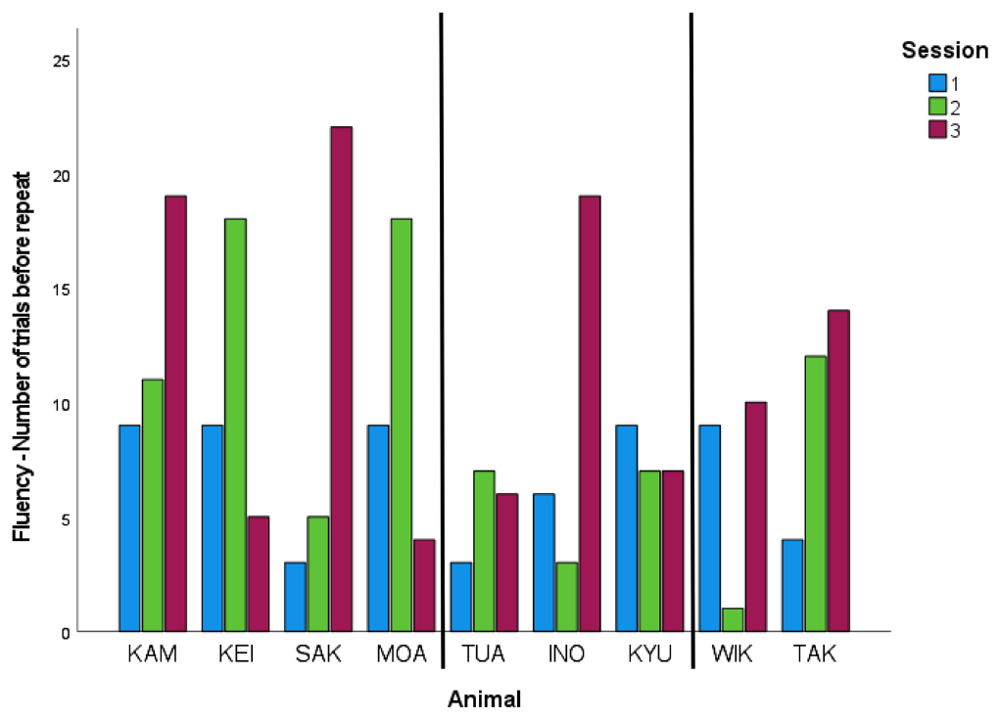 Session
1
2
3
25
20
15
10
5
0
Fluency - Number of trials before repeat
KAM KEI SAK MOA TUA INO KYU WIK TAK
Animal